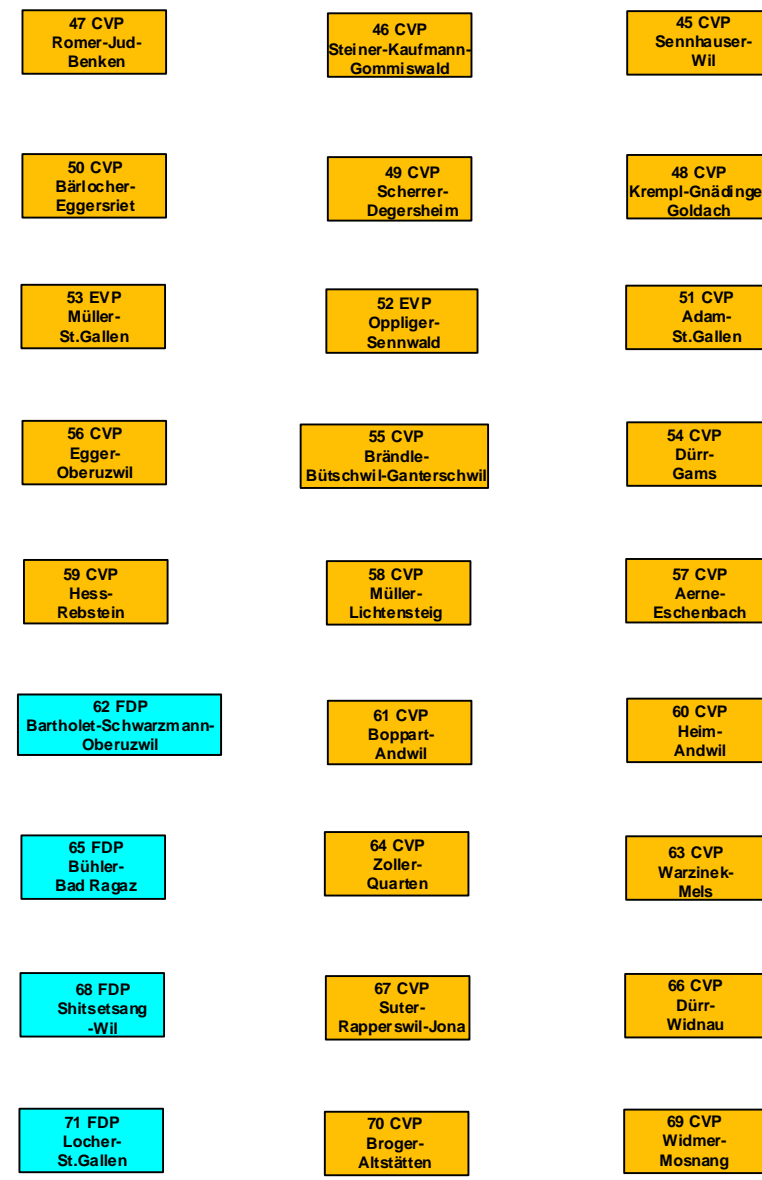 47 CVP
Romer-Jud-
Benken
46 CVP
Steiner-Kaufmann-
Gommiswald
45 CVP
Sennhauser-
Wil
50 CVP
Bärlocher-
Eggersriet
49 CVP
Scherrer-
Degersheim
48 CVP
Krempl-Gnädinge
Goldach
53 EVP
Müller-
St.Gallen
52 EVP
Oppliger-
Sennwald
51 CVP
Adam-
St.Gallen
56 CVP
Egger-
Oberuzwil
55 CVP
Brändle-
Bütschwil-Ganterschwil
54 CVP
Dürr-
Gams
59 CVP
Hess-
Rebstein
58 CVP
Müller-
Lichtensteig
57 CVP
Aerne-
Eschenbach
62 FDP
Bartholet-Schwarzmann-
Oberuzwil
61 CVP
Boppart-
Andwil
60 CVP
Heim-
Andwil
65 FDP
Bühler-
Bad Ragaz
64 CVP
Zoller-
Quarten
63 CVP
Warzinek-
Mels
68 FDP
Shitsetsang
-Wil
67 CVP
Suter-
Rapperswil-Jona
66 CVP
Dürr-
Widnau
71 FDP
Locher-
St.Gallen
70 CVP
Broger-
Altstätten
69 CVP
Widmer-
Mosnang